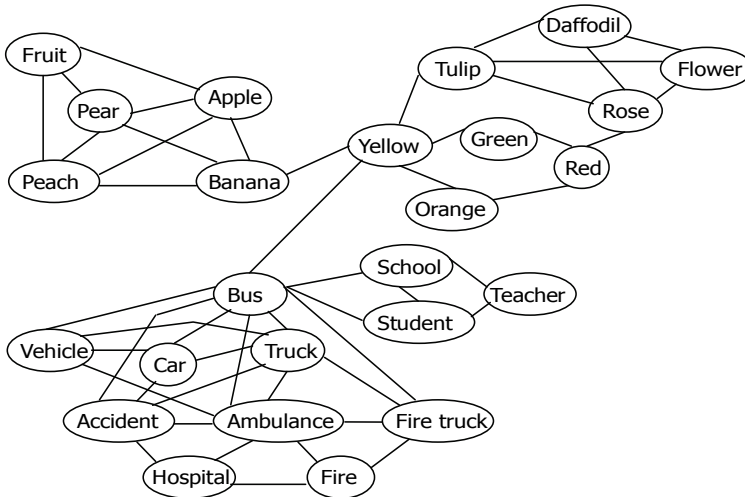 Daffodil
Fruit
Tulip
Flower
Pear
Apple
Rose
Yellow
Green
Red
Peach
Banana
Orange
School
Bus
Teacher
Student
Vehicle
Car
Truck
Accident
Ambulance
Fire truck
Hospital
Fire